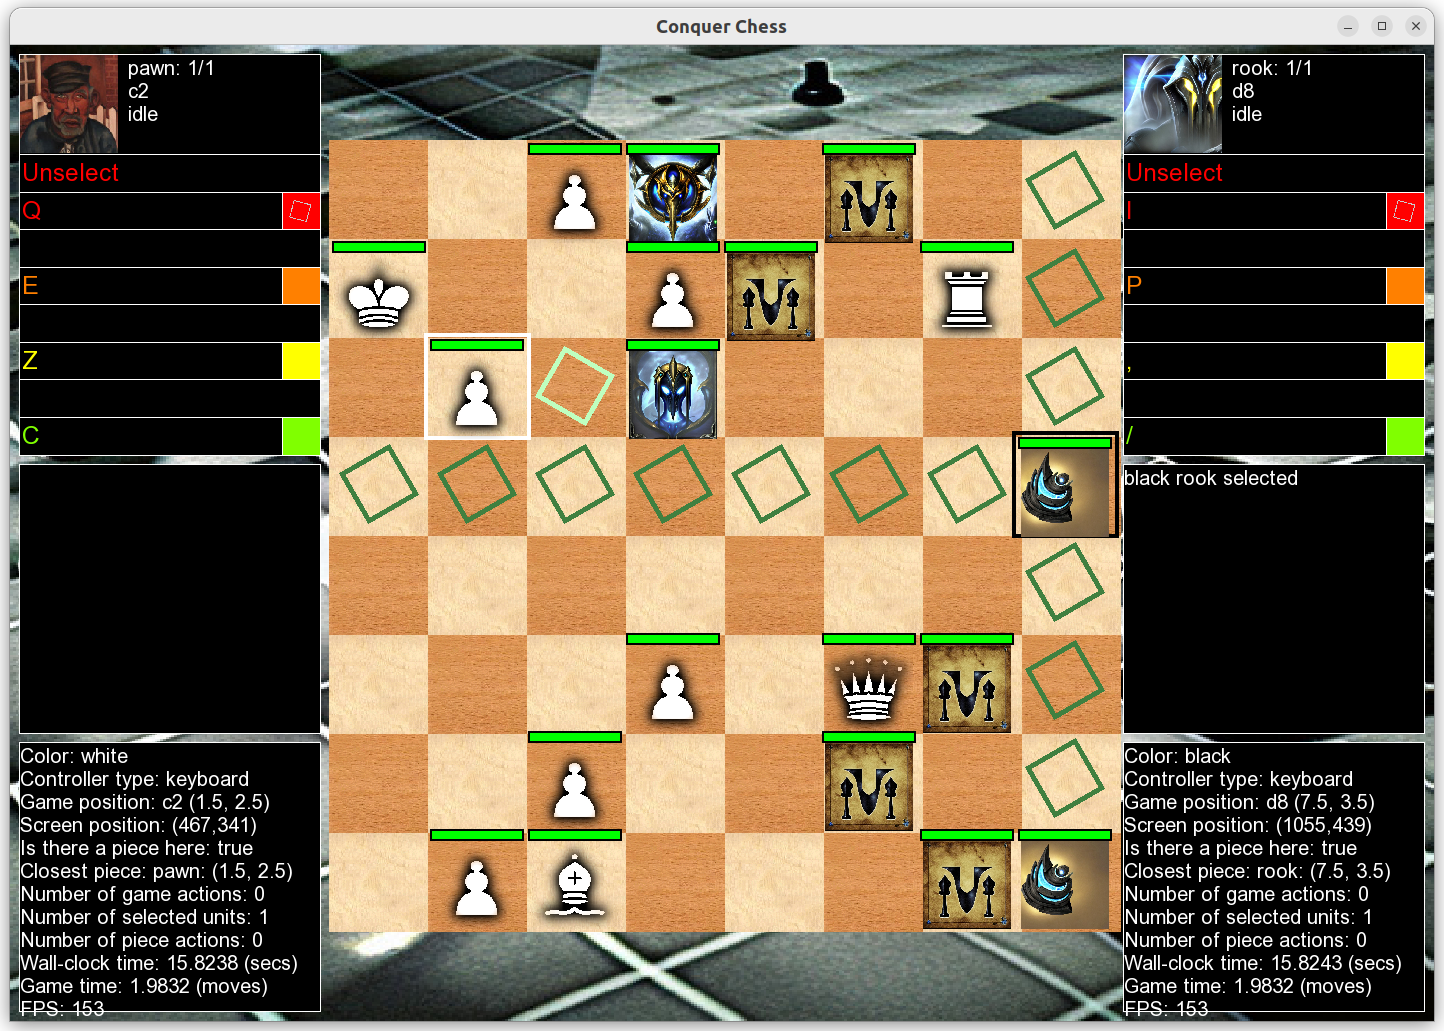 Conquer Chess
pawn: 1/1
c2
idle
Unselect
Q
E
Z
C
Color: white
Controller type: keyboard
Game position: c2 (1.5, 2.5)
Screen position: (467,341)
Is there a piece here: true
Closest piece: pawn: (1.5, 2.5)
Number of game actions: 0
Number of selected units: 1
Number of piece actions: 0
Wall-clock time: 15.8238 (secs)
Game time: 1.9832 (moves)
FPS: 153
rook: 1/1
d8
idle
Unselect
I
P
,
/
black rook selected
Color: black
Controller type: keyboard
Game position: d8 (7.5, 3.5)
Screen position: (1055,439)
Is there a piece here: true
Closest piece: rook: (7.5, 3.5)
Number of game actions: 0
Number of selected units: 1
Number of piece actions: 0
Wall-clock time: 15.8243 (secs)
Game time: 1.9832 (moves)
FPS: 153